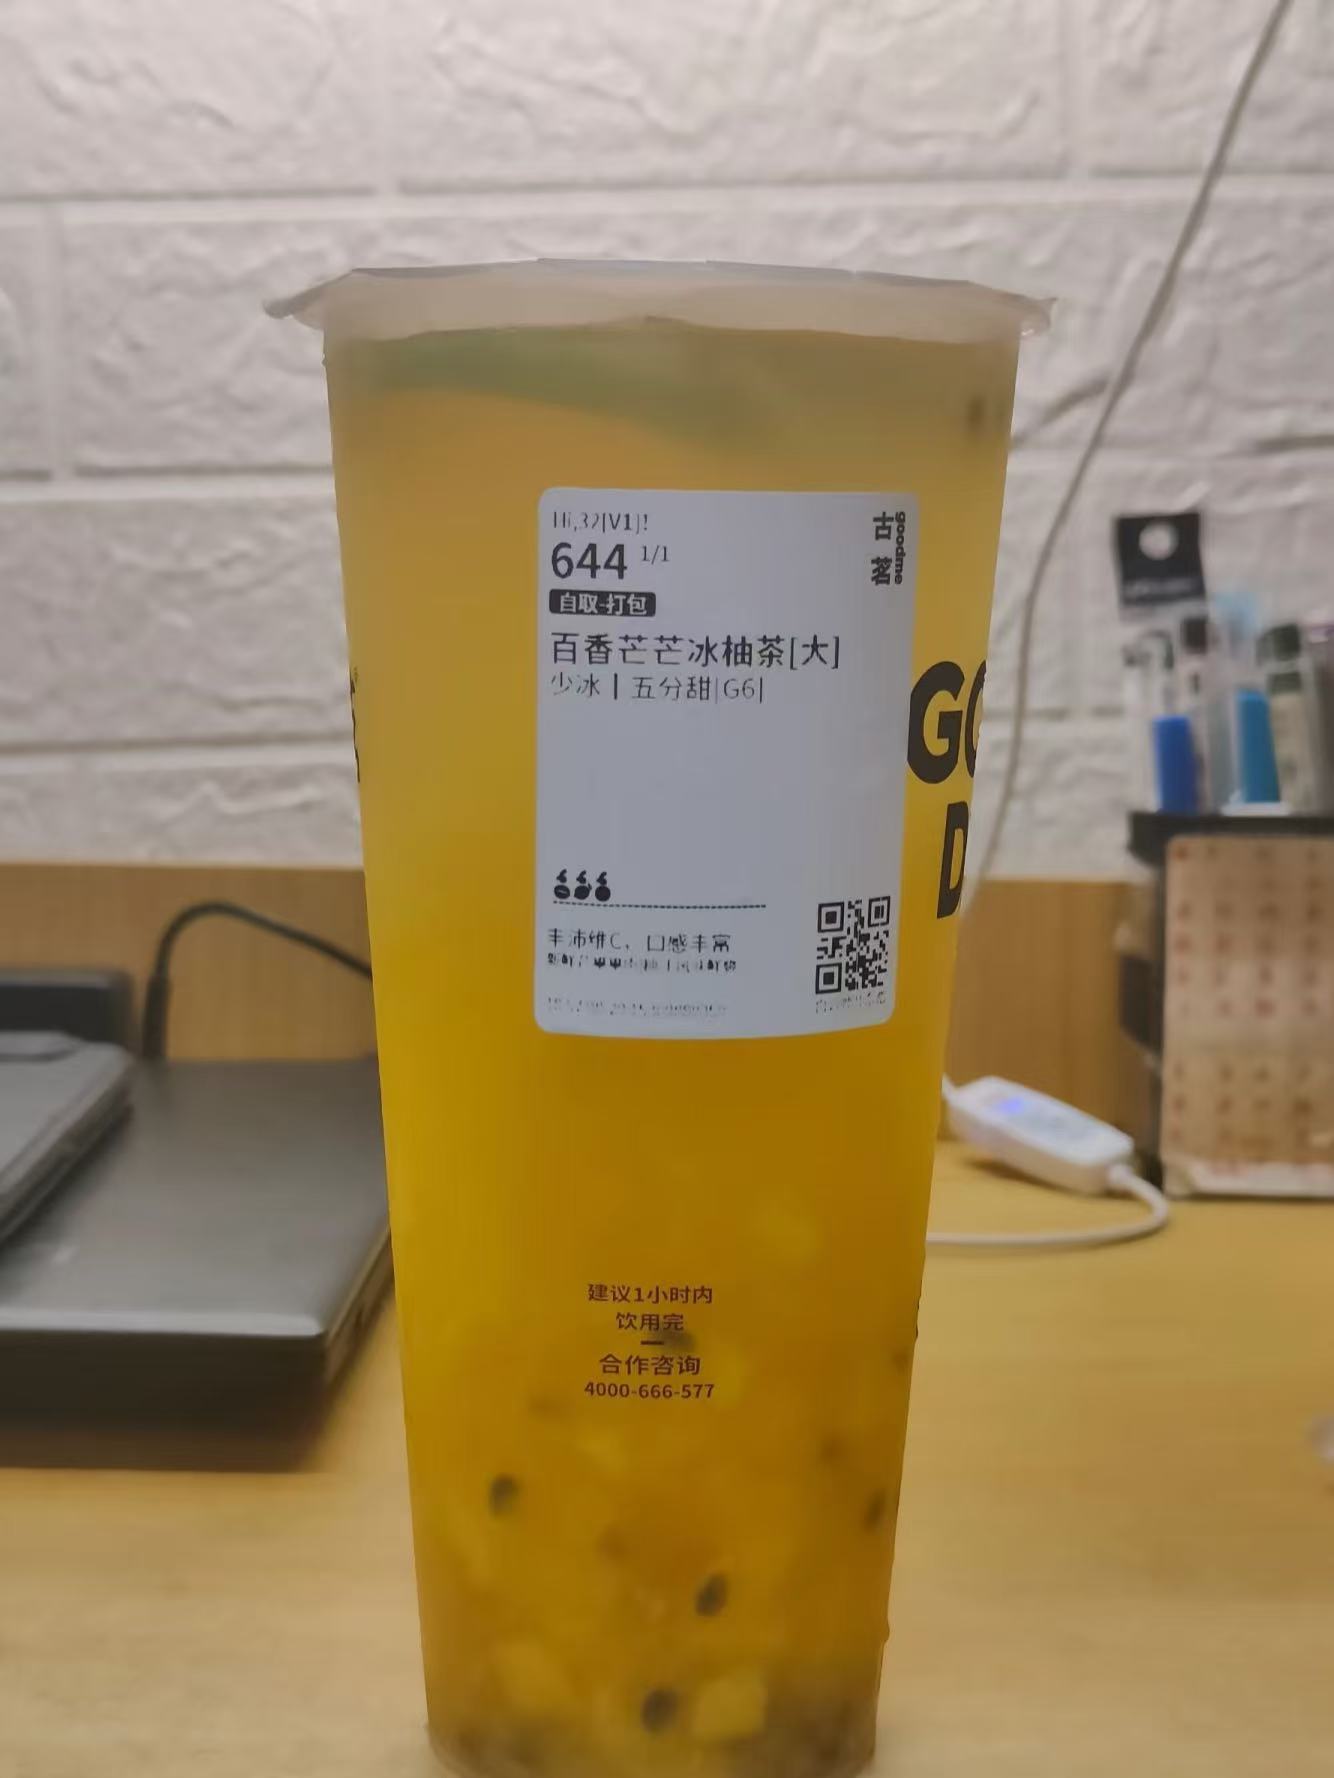 Hi,32[V1]!
644 1/1
自取-打包
百香芒芒冰柚茶[大]
少冰 | 五分甜|G6|
古茗
goodme
丰沛维C、口感丰富
GO
D
建议1小时内
饮用完
合作咨询
4000-666-577